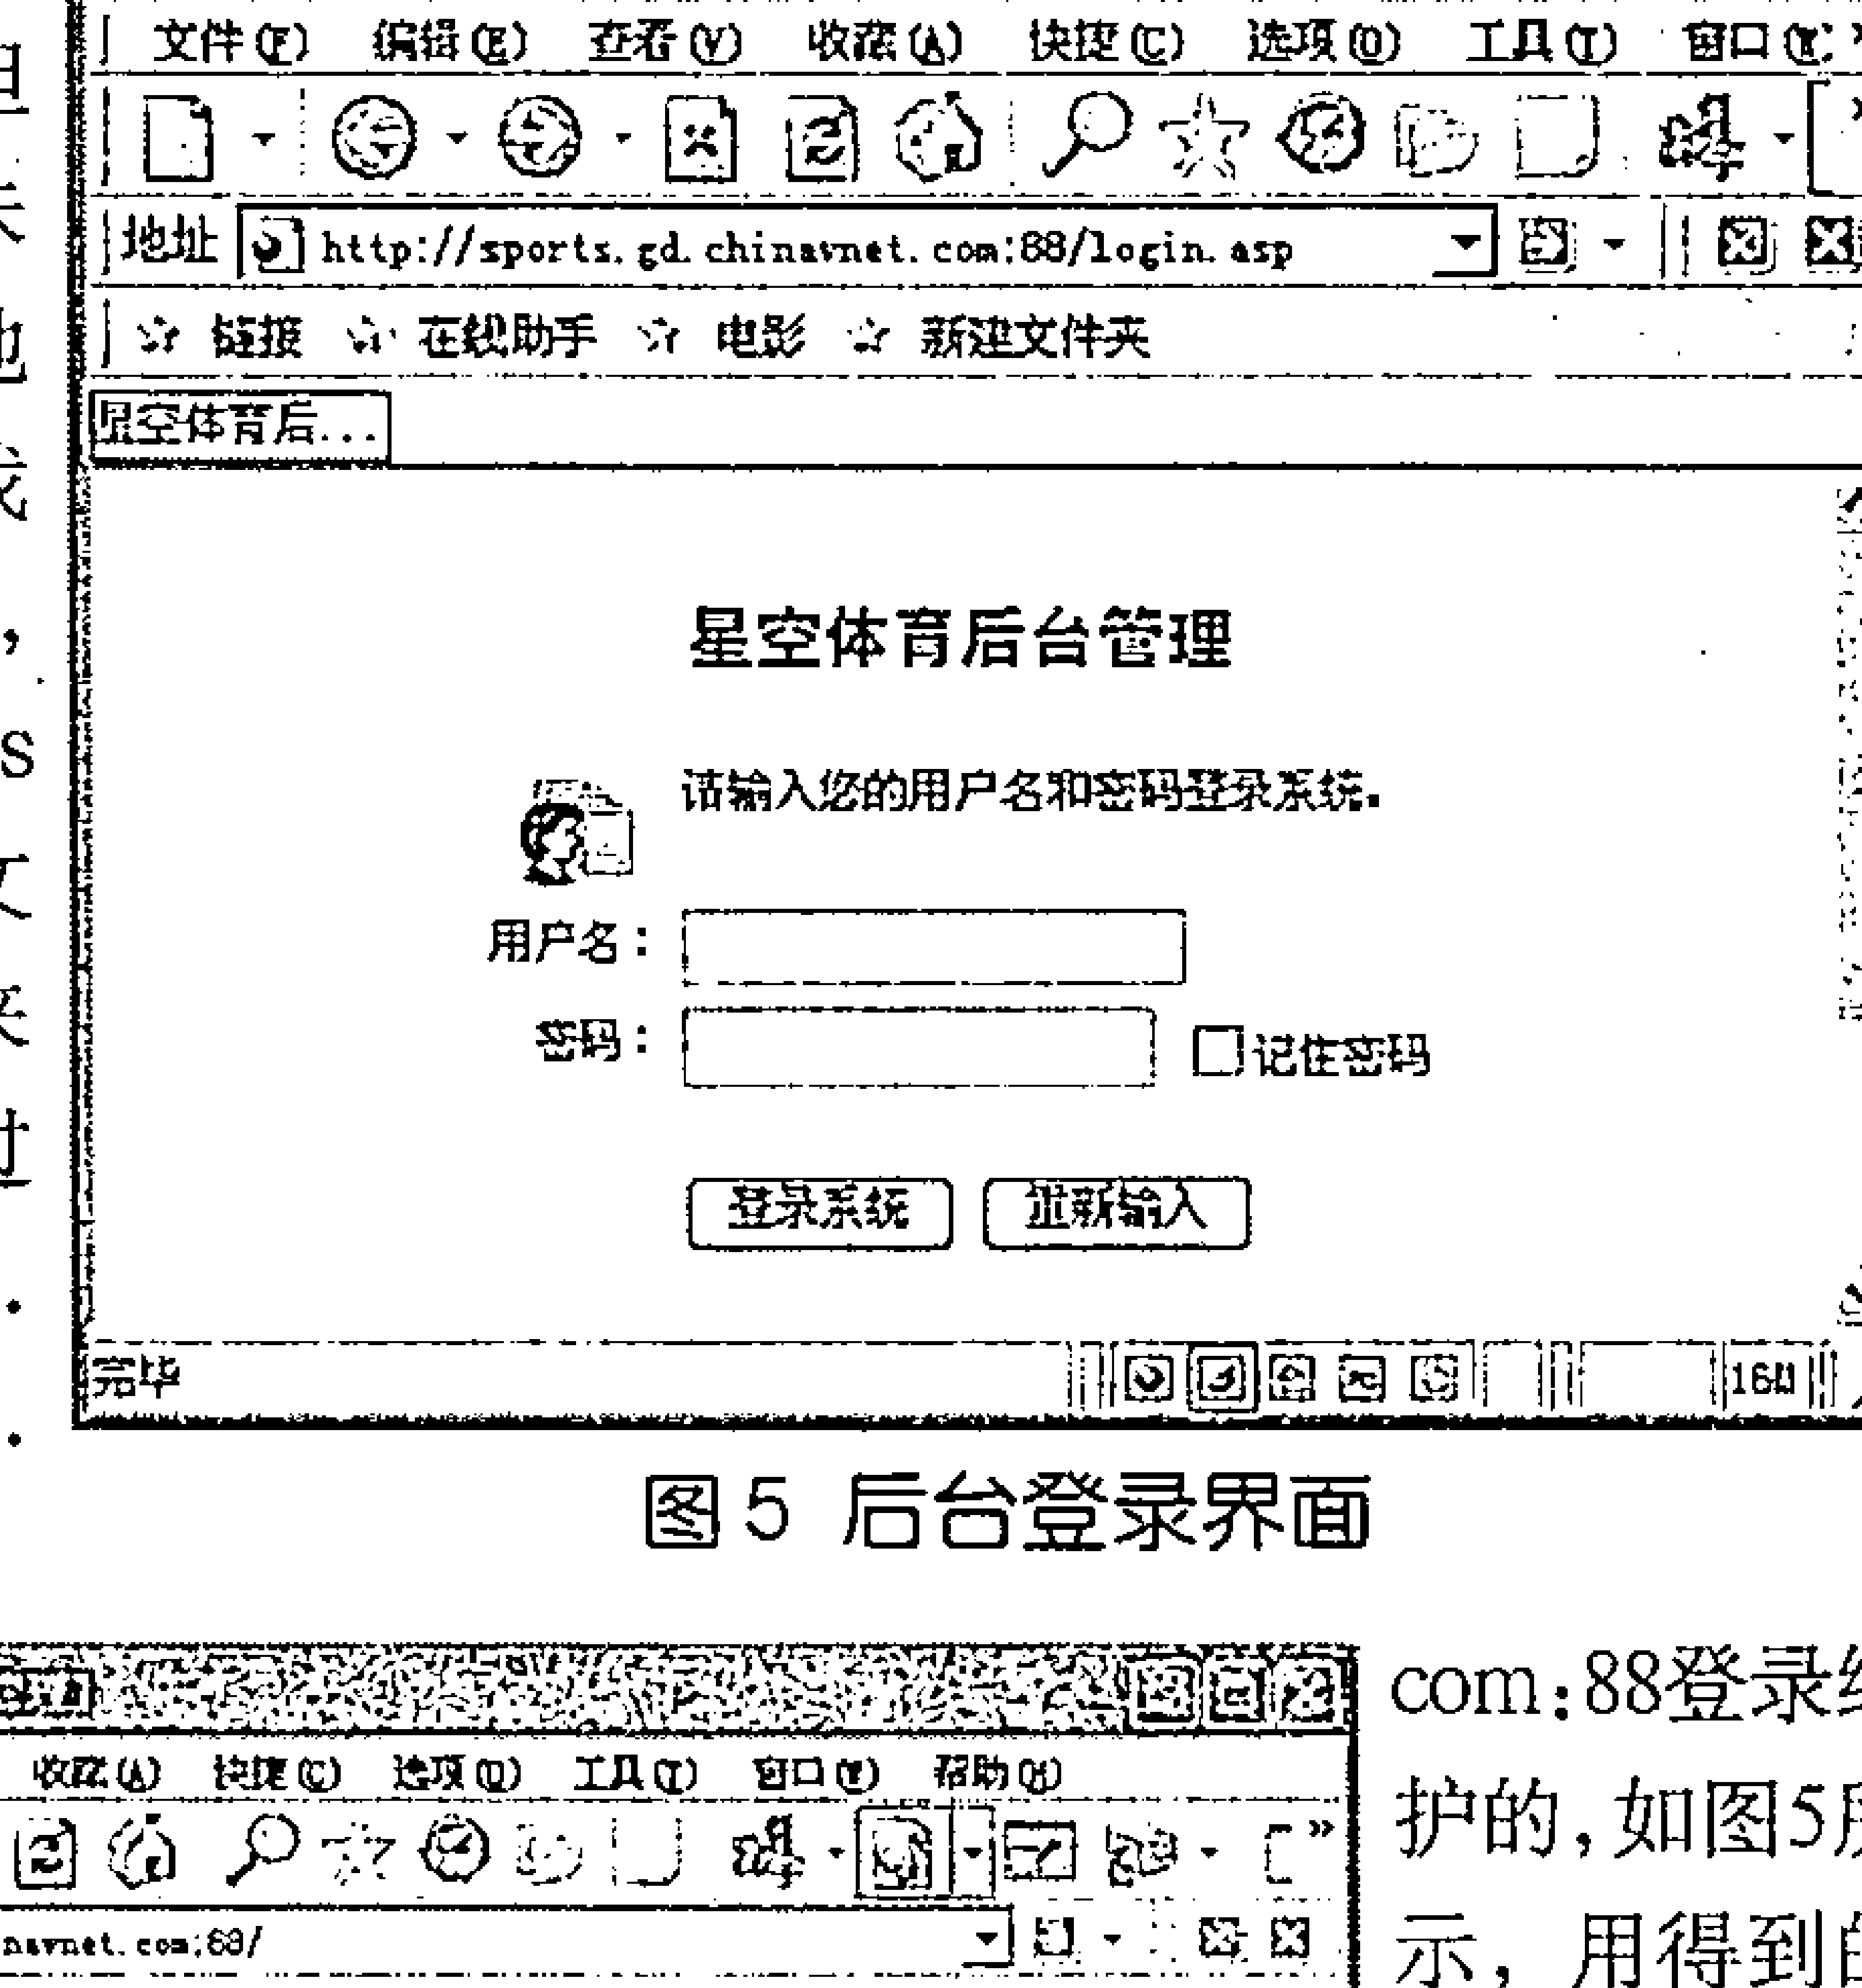 文件(F) 编辑(E) 查看(V) 收藏(A) 快捷(C) 选项(O) 工具(T) 窗口
地址 http://sports.gd.chinavnet.com:88/login.asp
链接 在线助手 电影 新建文件夹
星空体育后...
星空体育后台管理
请输入您的用户名和密码登录系统.
用户名:
密码: 记住密码
登录系统 重新输入
完毕
图5 后台登录界面
收藏(A) 快捷(C) 选项(O) 工具(T) 窗口(W) 帮助(H)
navnet.com:88/
com:88登录
护的,如图5
示, 用得到